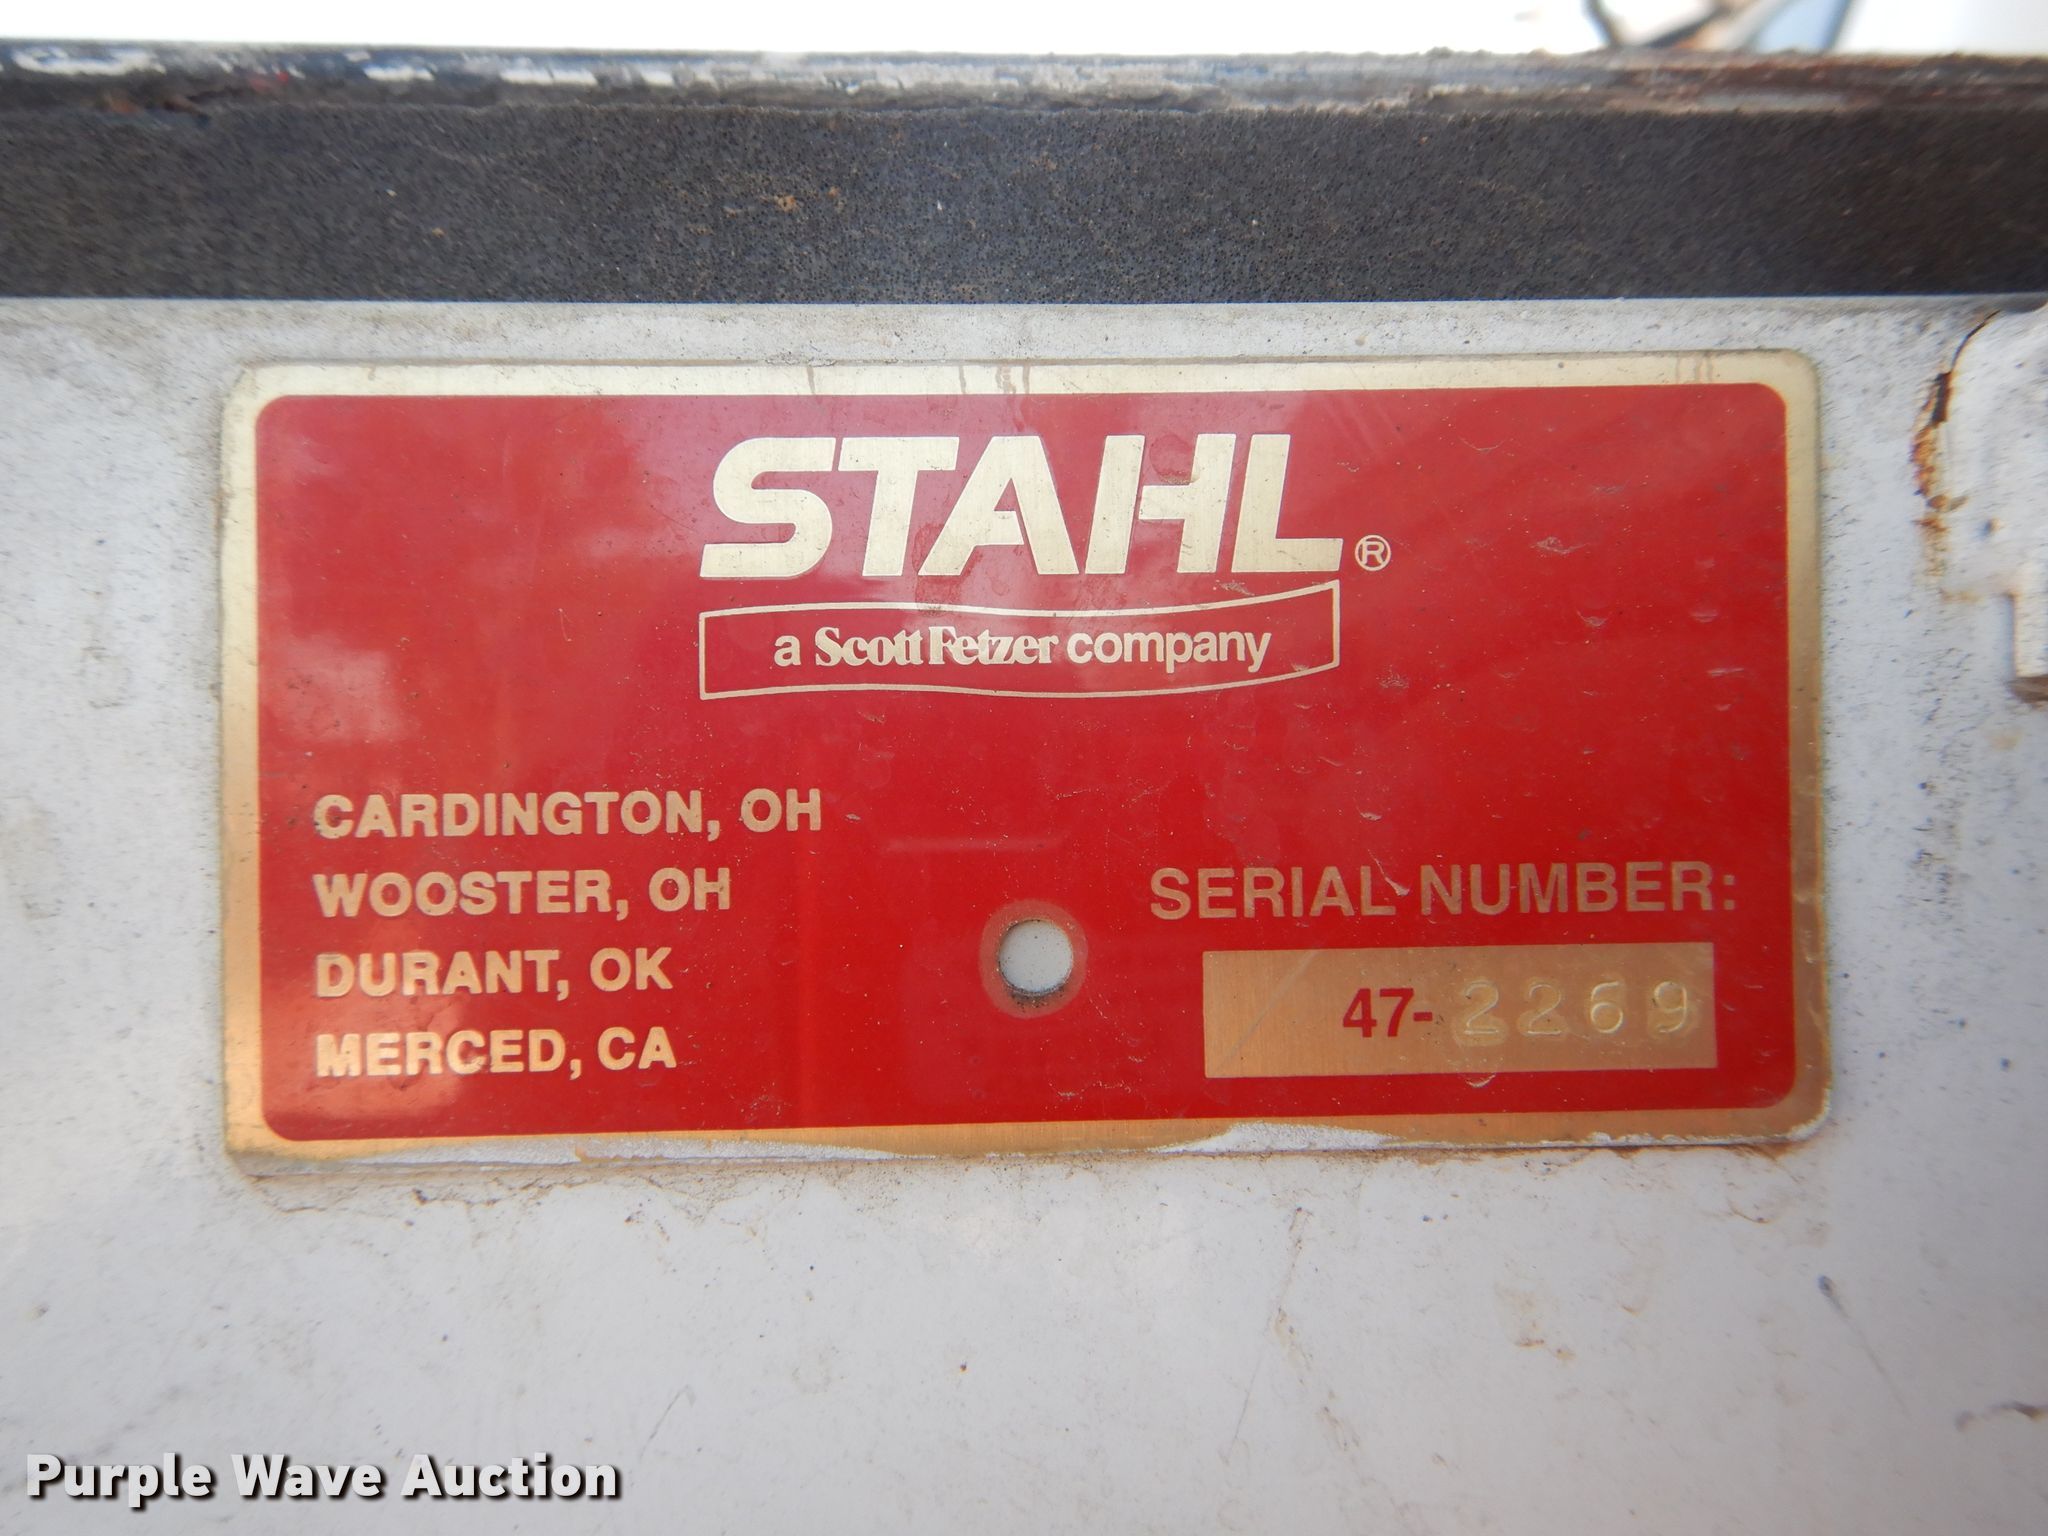 STAHL®
a Scott Fetzer company
CARDINGTON, OH
WOOSTER, OH
DURANT, OK
MERCED, CA
SERIAL NUMBER:
47-2269
Purple Wave Auction